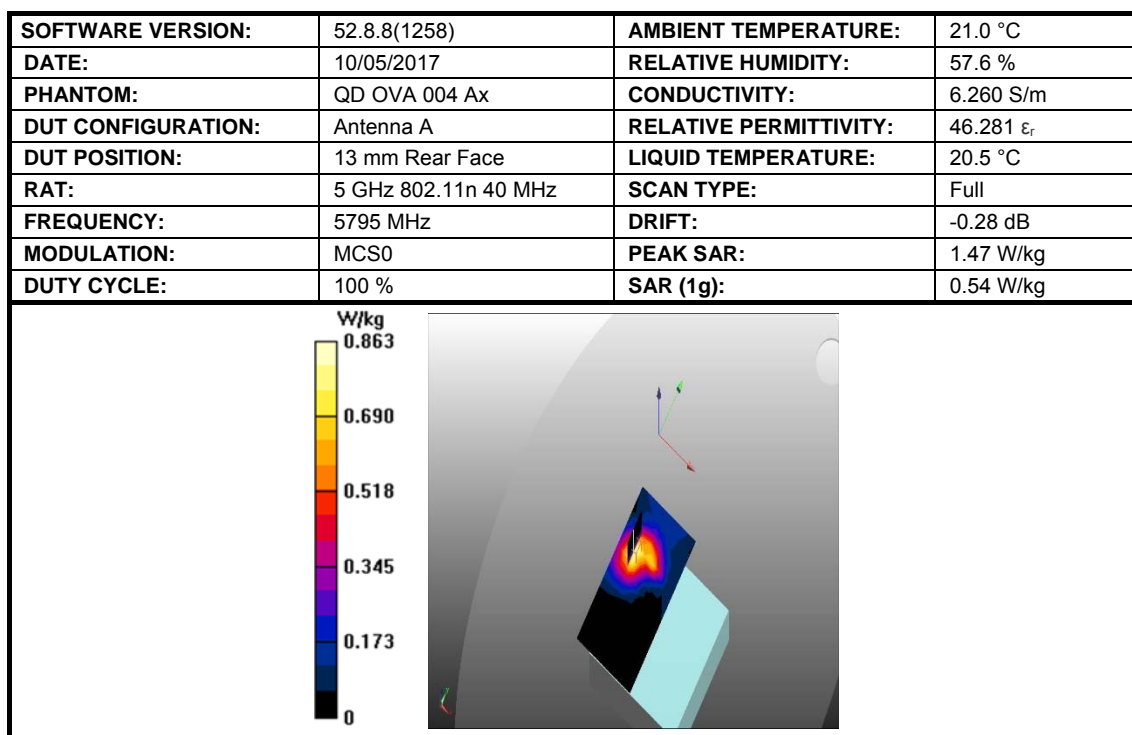 SOFTWARE VERSION: 52.8.8(1258) AMBIENT TEMPERATURE: 21.0 °C
DATE: 10/05/2017 RELATIVE HUMIDITY: 57.6 %
PHANTOM: QD OVA 004 Ax CONDUCTIVITY: 6.260 S/m
DUT CONFIGURATION: Antenna A RELATIVE PERMITTIVITY: 46.281 εr
DUT POSITION: 13 mm Rear Face LIQUID TEMPERATURE: 20.5 °C
RAT: 5 GHz 802.11n 40 MHz SCAN TYPE: Full
FREQUENCY: 5795 MHz DRIFT: -0.28 dB
MODULATION: MCS0 PEAK SAR: 1.47 W/kg
DUTY CYCLE: 100 % SAR (1g): 0.54 W/kg
W/kg
0.863
0.690
0.518
0.345
0.173
0